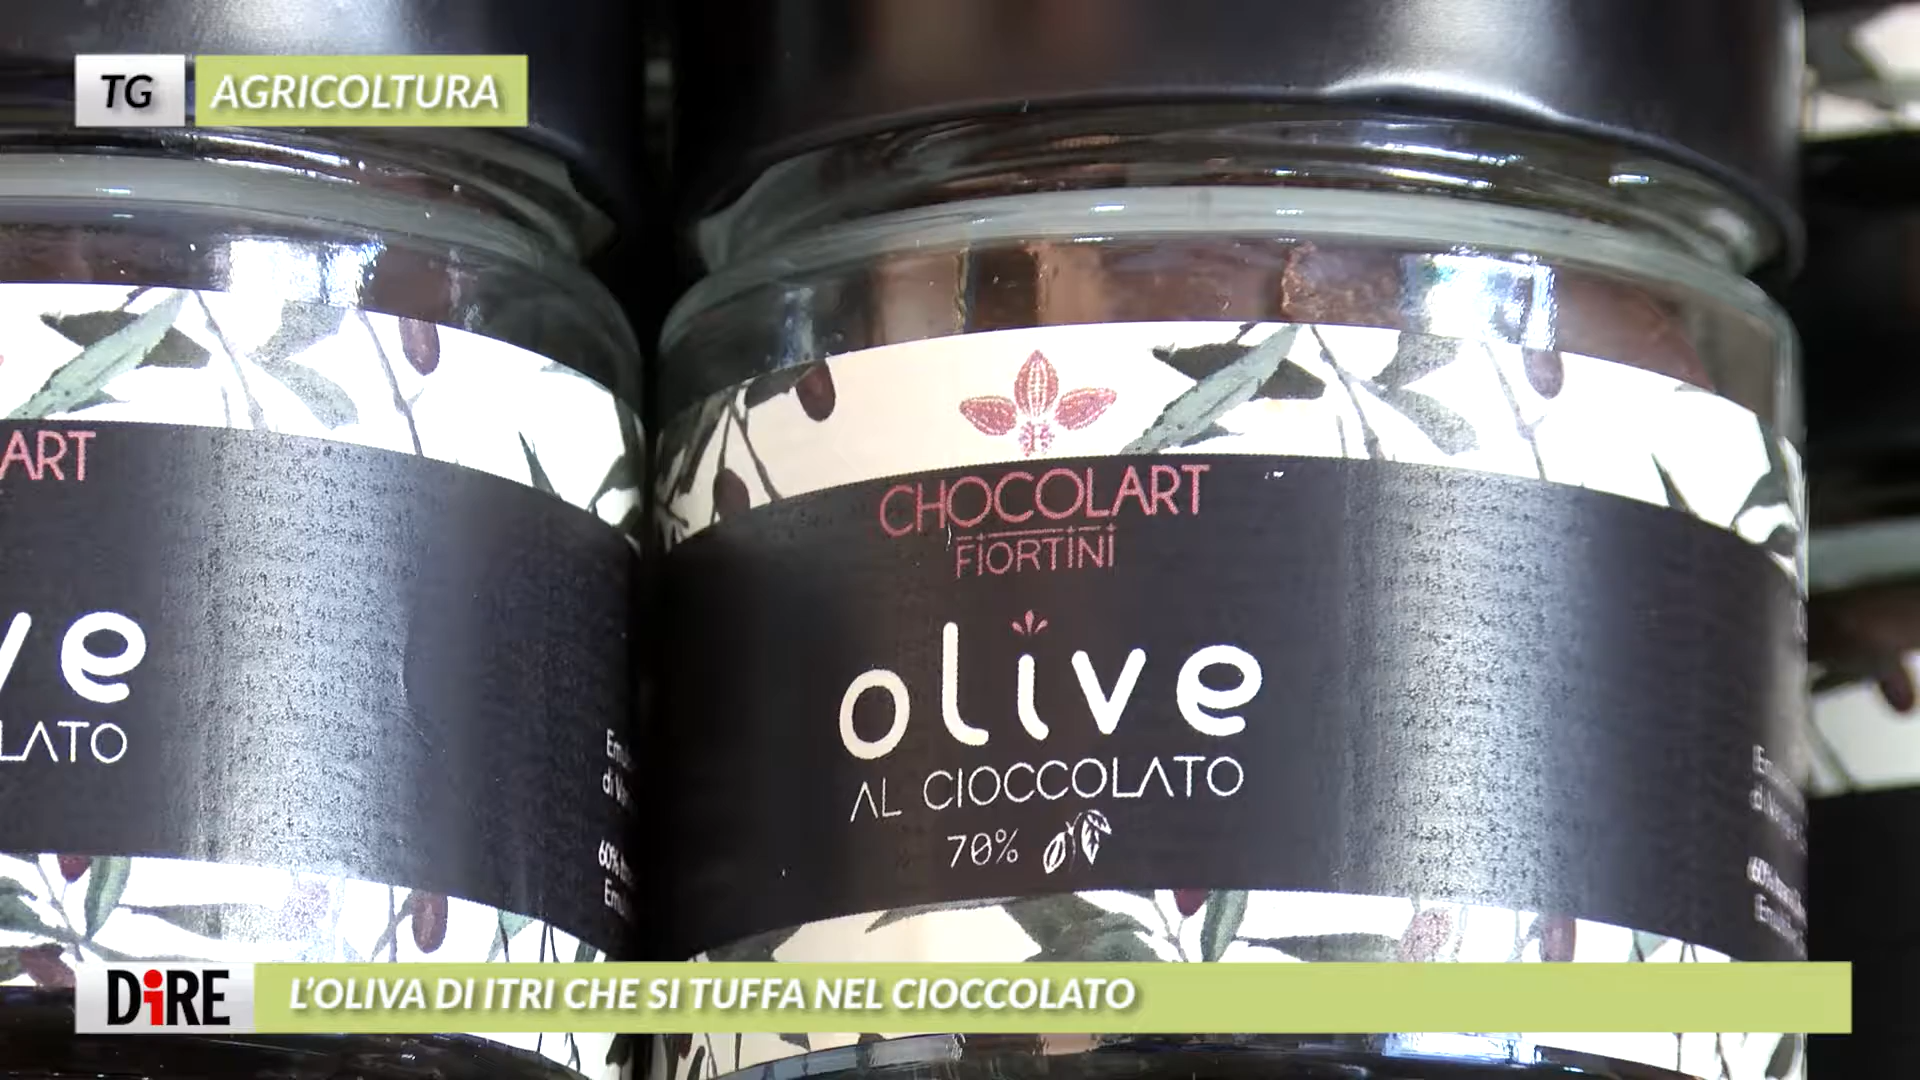 TG AGRICOLTURA
ART
ve
LATO
CHOCOLART
FIORTINI
olive
AL CIOCCOLATO
70%
DiRE
L'OLIVA DI ITRI CHE SI TUFFA NEL CIOCCOLATO